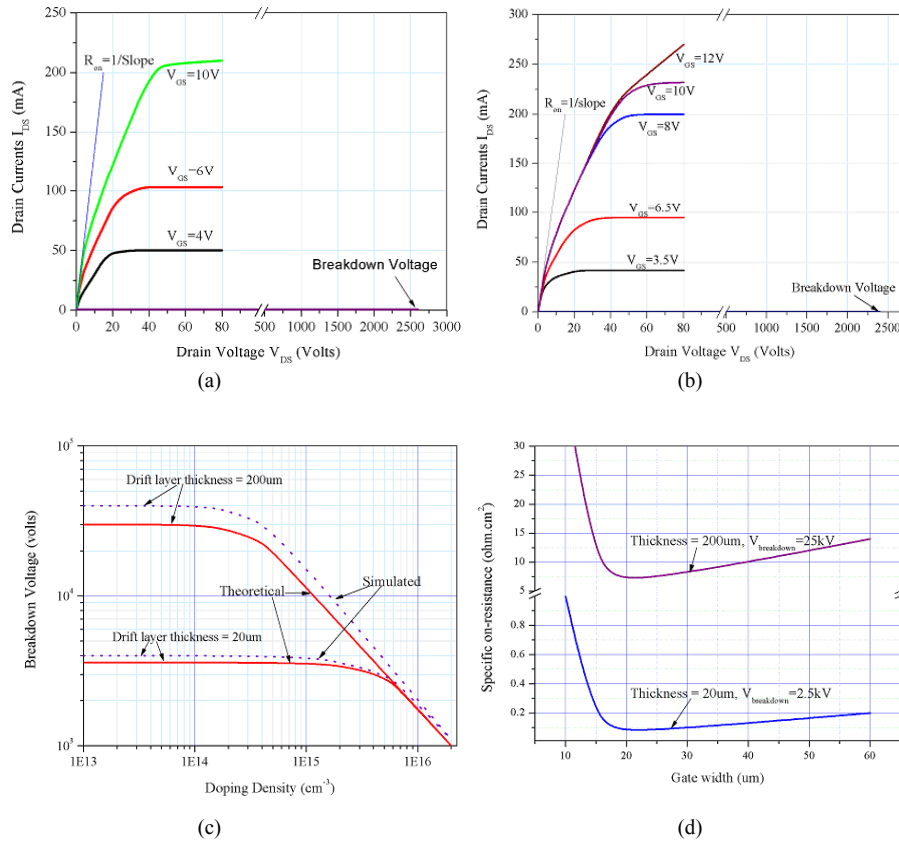 250
200
150
100
50
0
Drain Currents I_DS (mA)
R_on=1/Slope
V_GS=10V
V_GS=6V
V_GS=4V
Breakdown Voltage
0 20 40 60 80 500 1000 1500 2000 2500 3000
Drain Voltage V_DS (Volts)
(a)
300
250
200
150
100
50
0
Drain Currents I_DS (mA)
R_on=1/slope
V_GS=12V
V_GS=10V
V_GS=8V
V_GS=6.5V
V_GS=3.5V
Breakdown Voltage
0 20 40 60 80 500 1000 1500 2000 2500
Drain Voltage V_DS (Volts)
(b)
10^5
10^4
10^3
Breakdown Voltage (volts)
Drift layer thickness = 200um
Theoretical
Simulated
Drift layer thickness = 20um
1E13 1E14 1E15 1E16
Doping Density (cm^-3)
(c)
30
25
20
15
10
5
0.8
0.6
0.4
0.2
Specific on-resistance (ohm.cm^2)
Thickness = 200um, V_breakdown=25kV
Thickness = 20um, V_breakdown=2.5kV
10 20 30 40 50 60
Gate width (um)
(d)